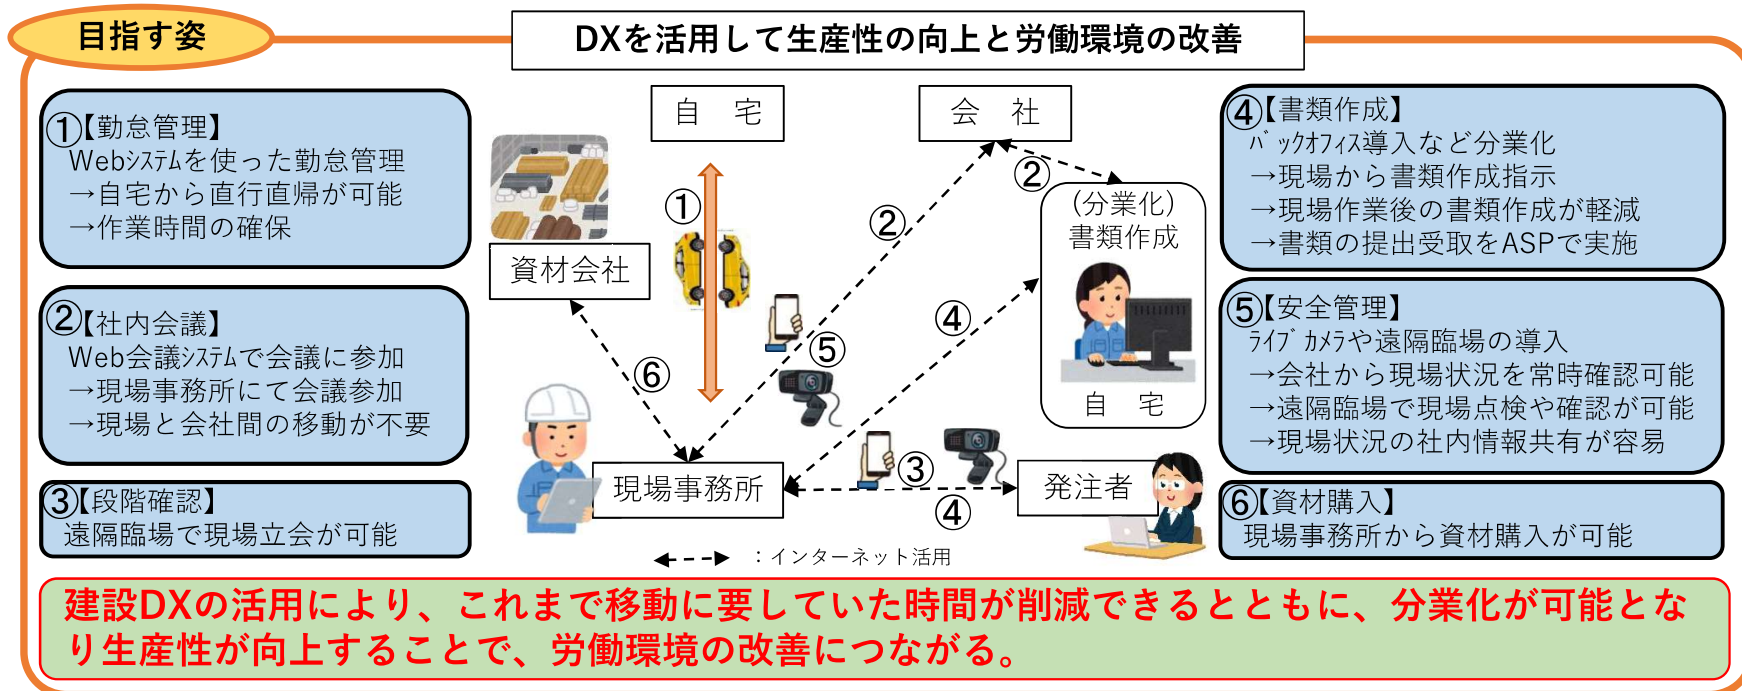 目指す姿
DXを活用して生産性の向上と労働環境の改善
①【勤怠管理】
Webｼｽﾃﾑを使った勤怠管理
→自宅から直行直帰が可能
→作業時間の確保
②【社内会議】
Web会議ｼｽﾃﾑで会議に参加
→現場事務所にて会議参加
→現場と会社間の移動が不要
③【段階確認】
遠隔臨場で現場立会が可能
自　宅
会　社
資材会社
①
②
②
(分業化)
書類作成
自　宅
④
⑤
⑥
現場事務所
③
④
発注者
：インターネット活用
④【書類作成】
ﾊﾞｯｸｵﾌｨｽ導入など分業化
→現場から書類作成指示
→現場作業後の書類作成が軽減
→書類の提出受取をASPで実施
⑤【安全管理】
ﾗｲﾌﾞｶﾒﾗや遠隔臨場の導入
→会社から現場状況を常時確認可能
→遠隔臨場で現場点検や確認が可能
→現場状況の社内情報共有が容易
⑥【資材購入】
現場事務所から資材購入が可能
建設DXの活用により、これまで移動に要していた時間が削減できるとともに、分業化が可能とな
り生産性が向上することで、労働環境の改善につながる。